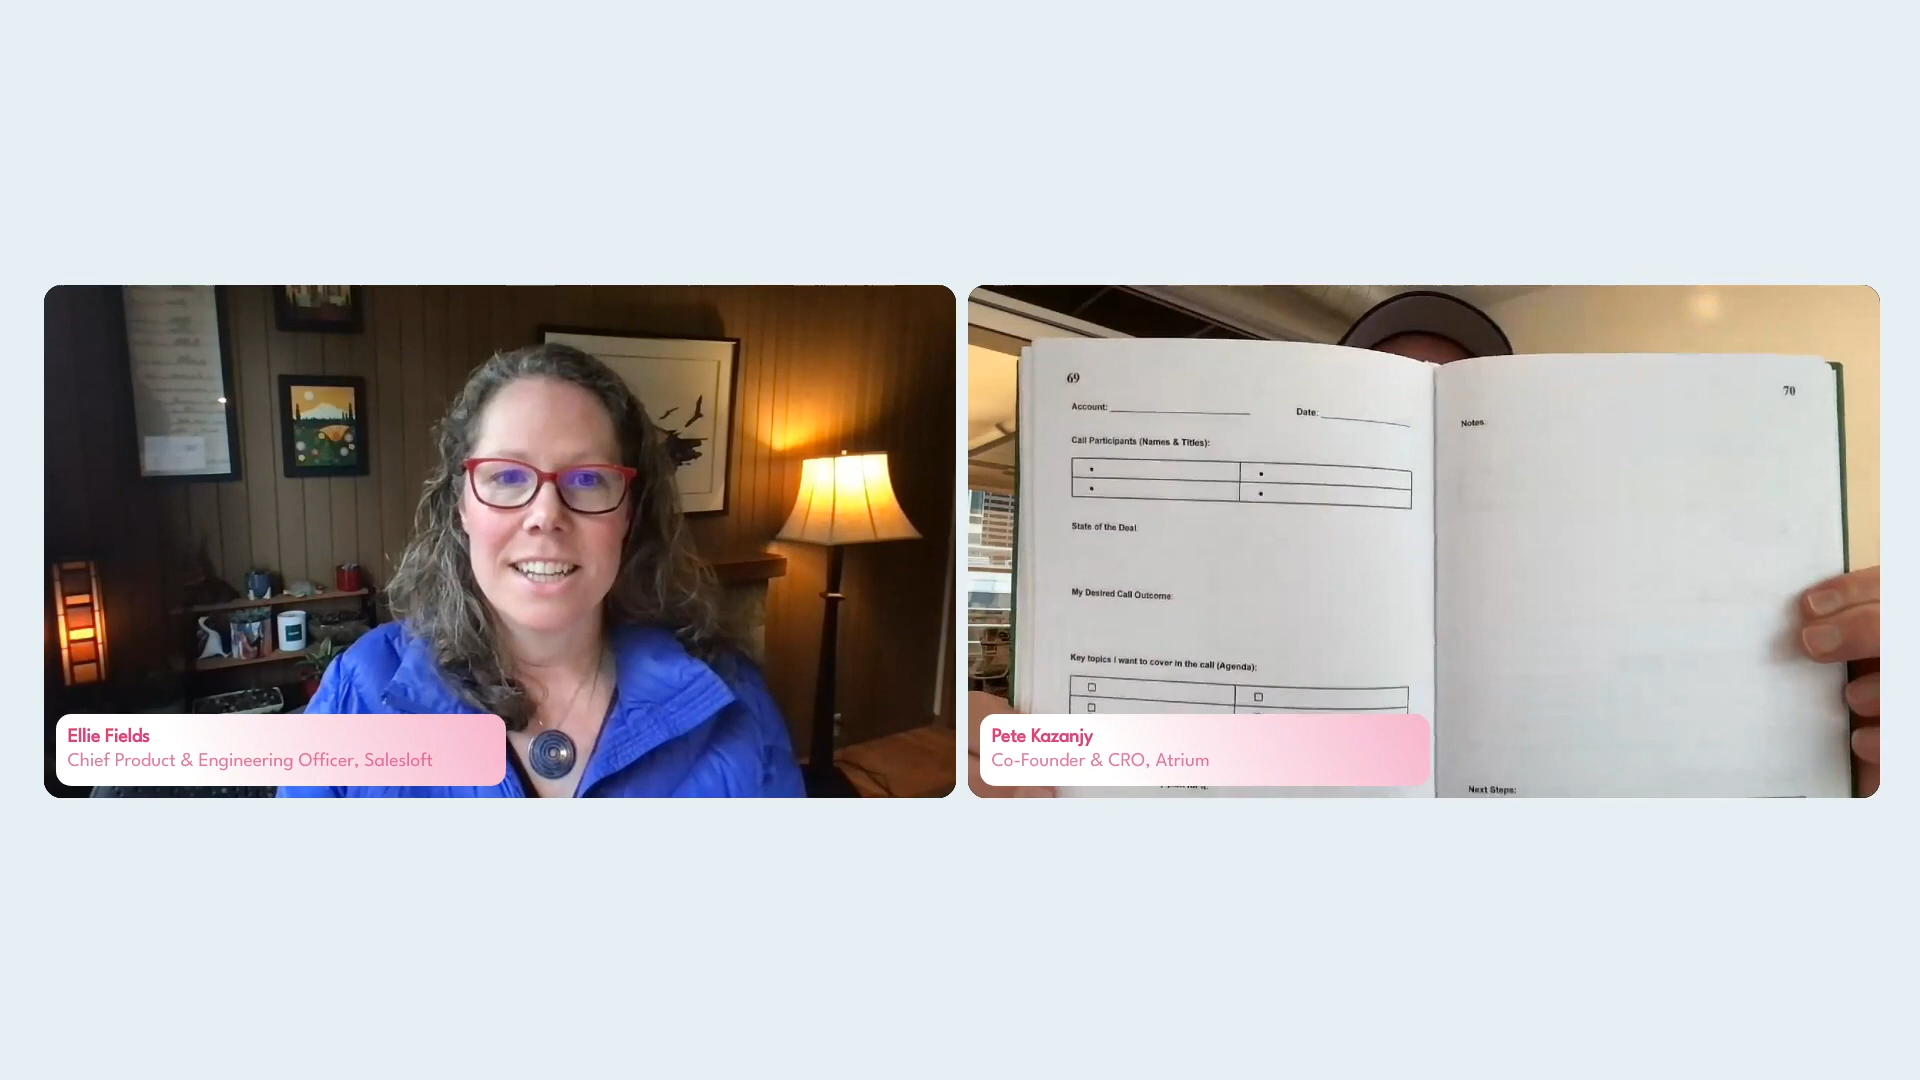 Ellie Fields
Chief Product & Engineering Officer, Salesloft
69
Account:
Date:
Call Participants (Names & Titles):
State of the Deal
My Desired Call Outcome:
Key topics I want to cover in the call (Agenda):
70
Notes:
Next Steps:
Pete Kazanjy
Co-Founder & CRO, Atrium